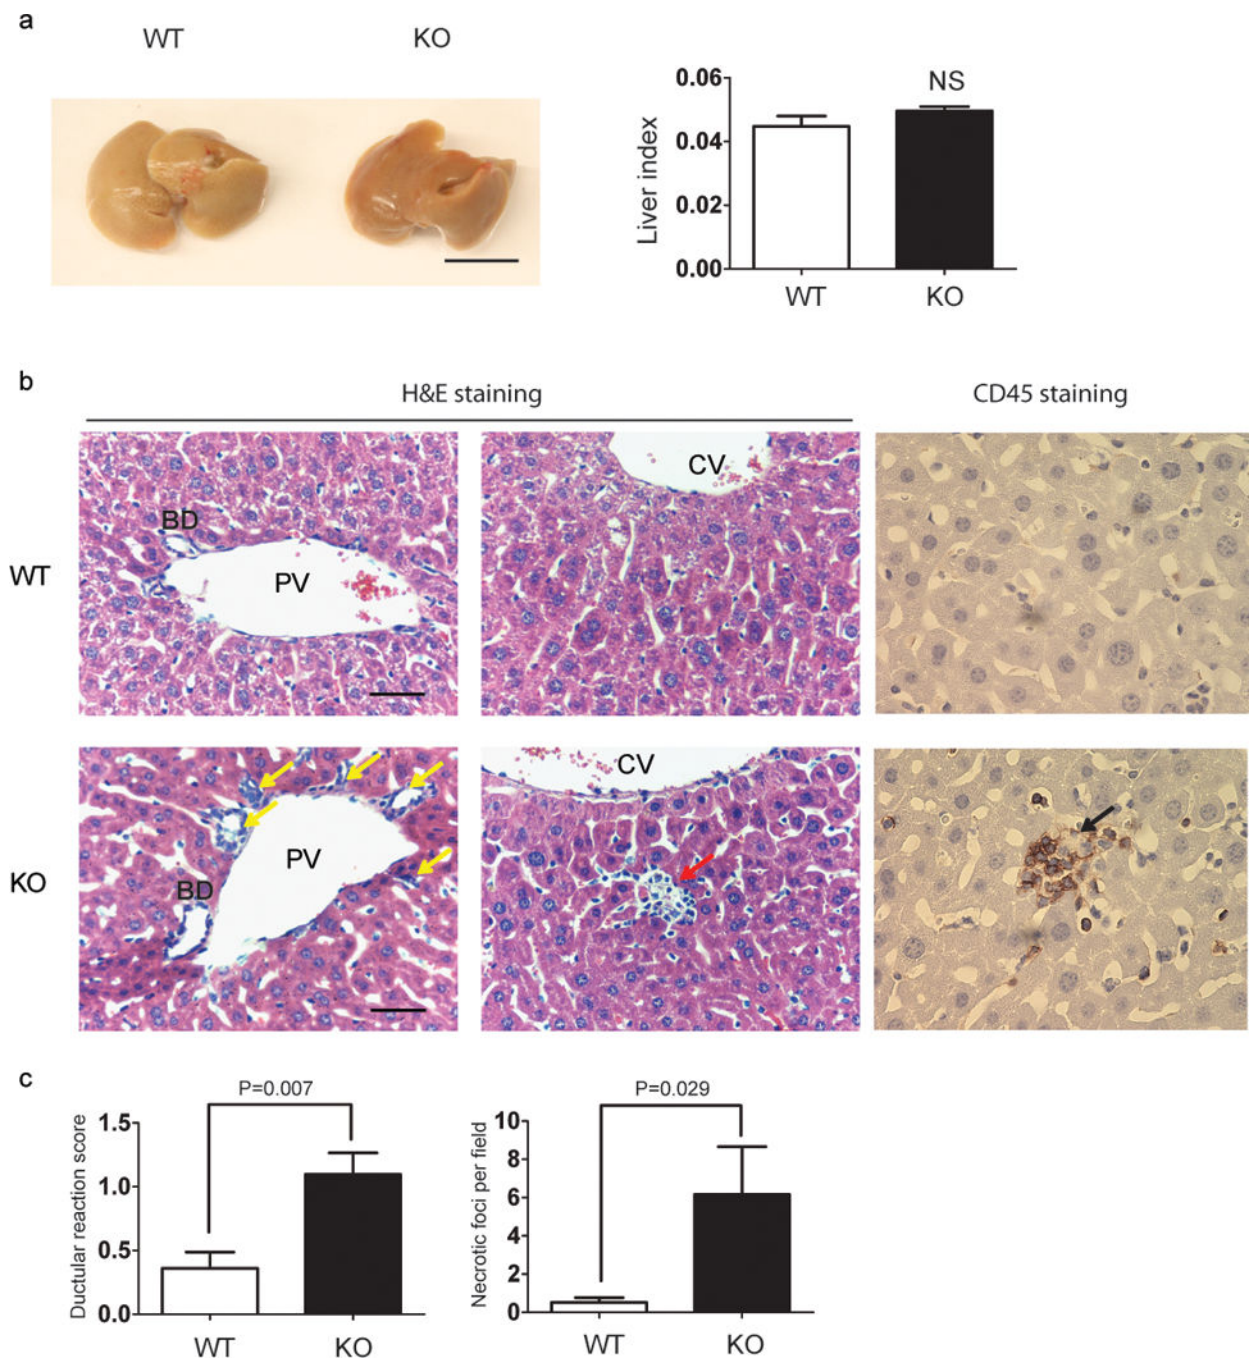 a
WT KO
NS
0.06
0.04
0.02
0.00
Liver index
WT KO
b
H&E staining CD45 staining
WT
BD
PV
CV
KO
BD
PV
CV
c
P=0.007
1.5
1.0
0.5
0.0
Ductular reaction score
WT KO
P=0.029
10
8
6
4
2
0
Necrotic foci per field
WT KO